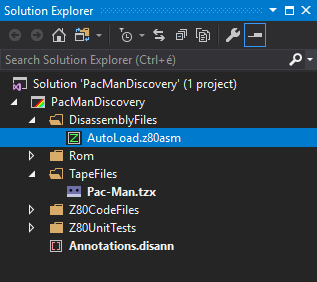 Solution Explorer
Search Solution Explorer (Ctrl+é)
Solution 'PacManDiscovery' (1 project)
PacManDiscovery
DisassemblyFiles
AutoLoad.z80asm
Rom
TapeFiles
Pac-Man.tzx
Z80CodeFiles
Z80UnitTests
Annotations.disann